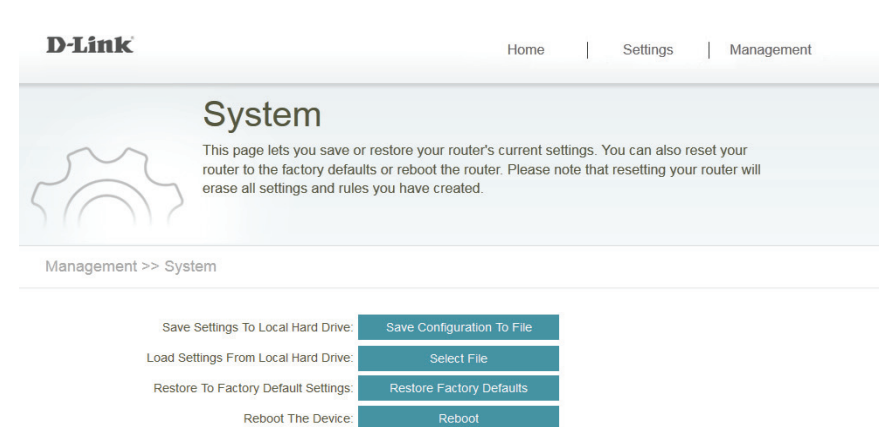 D-Link
Home | Settings | Management
System
This page lets you save or restore your router's current settings. You can also reset your
router to the factory defaults or reboot the router. Please note that resetting your router will
erase all settings and rules you have created.
Management >> System
Save Settings To Local Hard Drive: Save Configuration To File
Load Settings From Local Hard Drive: Select File
Restore To Factory Default Settings: Restore Factory Defaults
Reboot The Device: Reboot